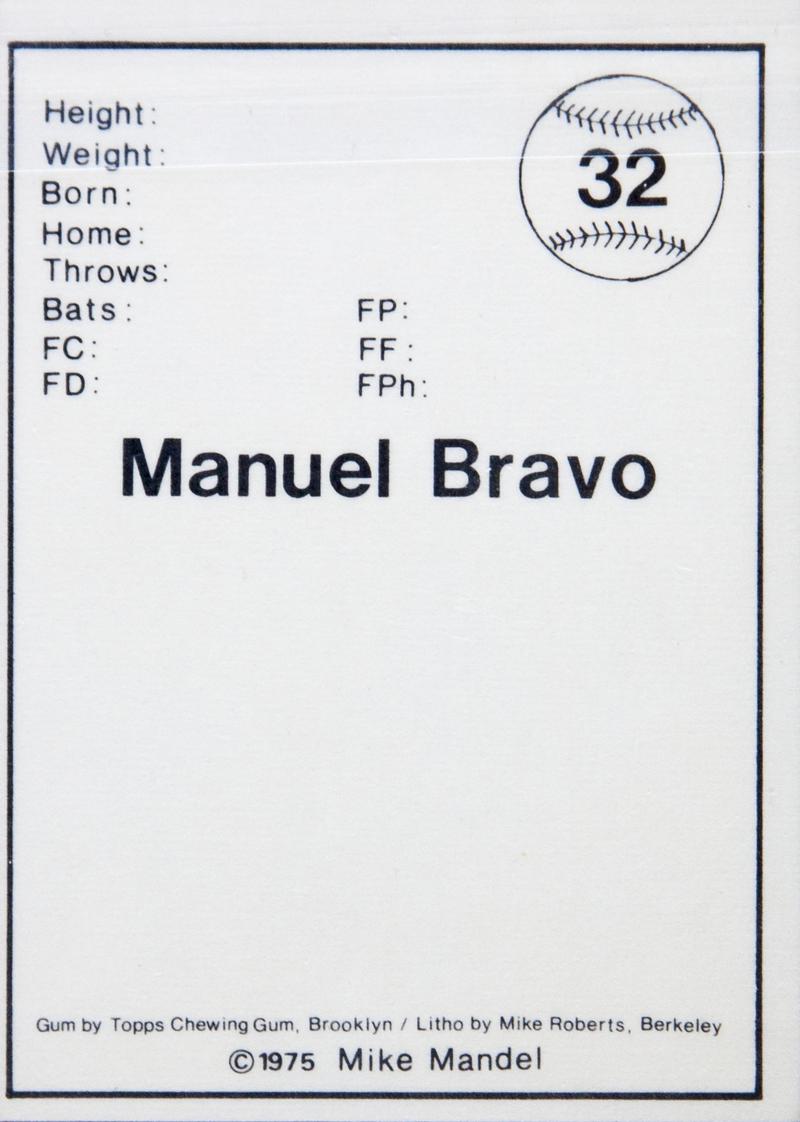 32
Height:
Weight:
Born:
Home:
Throws:
Bats: FP:
FC: FF:
FD: FPh:
Manuel Bravo
Gum by Topps Chewing Gum, Brooklyn / Litho by Mike Roberts, Berkeley
©1975 Mike Mandel